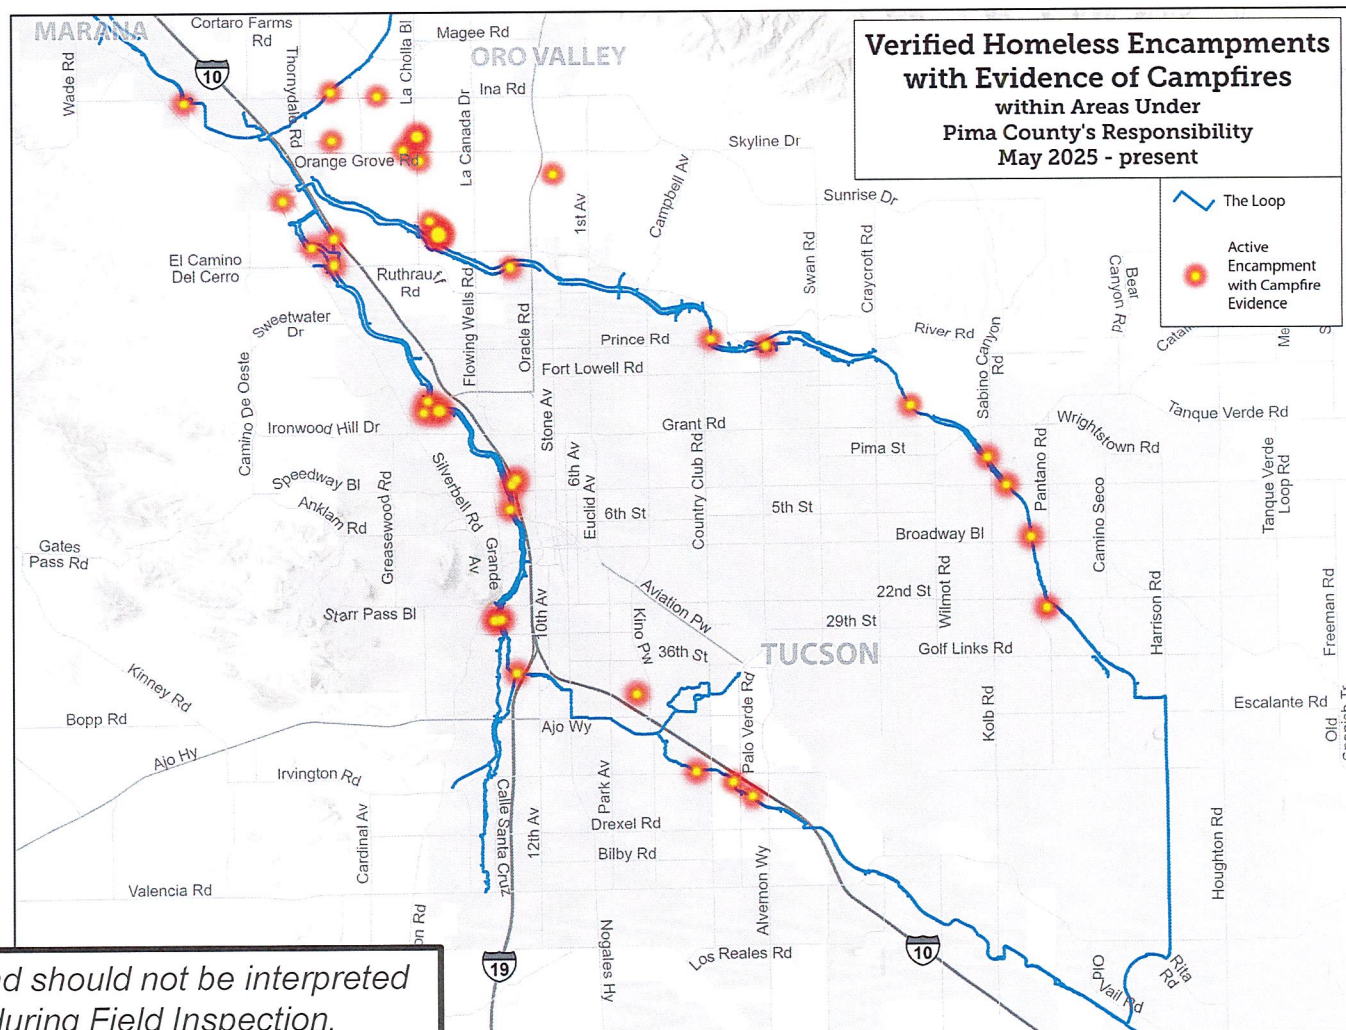 MARANA
Cortaro Farms
Rd
La Cholla Bl
Magee Rd
ORO VALLEY
Wade Rd
10
Thornydale Rd
Ina Rd
La Canada Dr
Verified Homeless Encampments
with Evidence of Campfires
within Areas Under
Pima County's Responsibility
May 2025 - present
The Loop
Active
Encampment
with Campfire
Evidence
Skyline Dr
Orange Grove Rd
1st Av
Campbell Av
Sunrise Dr
Swan Rd
Craycroft Rd
Bear
Canyon Rd
El Camino
Del Cerro
Ruthrauff
Rd
Flowing Wells Rd
Oracle Rd
Sweetwater
Dr
Prince Rd
River Rd
Sabino Canyon
Rd
Fort Lowell Rd
Camino De Oeste
Stone Av
Ironwood Hill Dr
Grant Rd
Pima St
Wrightstown Rd
Tanque Verde Rd
Speedway Bl
Silverbell Rd
6th Av
Euclid Av
Country Club Rd
Pantano Rd
Camino Seco
Tanque Verde
Loop Rd
Anklam Rd
Greasewood Rd
6th St
5th St
Broadway Bl
Gates
Pass Rd
Grande
Av
Aviation Pw
22nd St
Wilmot Rd
Harrison Rd
Freeman Rd
Starr Pass Bl
10th Av
Kino Pw
29th St
36th St
TUCSON
Golf Links Rd
Kinney Rd
Bopp Rd
Ajo Wy
Palo Verde Rd
Kolb Rd
Escalante Rd
Old
Ajo Hy
Irvington Rd
Calle Santa Cruz
Park Av
Cardinal Av
12th Av
Drexel Rd
Bilby Rd
Houghton Rd
Valencia Rd
Alvernon Wy
on Rd
Nogales Hy
Los Reales Rd
10
19
Old
Vail Rd
Rita
Rd
nd should not be interpreted
during Field Inspection.